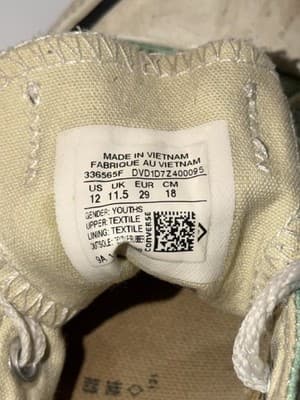 MADE IN VIETNAM
FABRIQUE AU VIETNAM
336565F DVD1D7Z400095
US UK EUR CM
12 11.5 29 18
GENDER: YOUTHS
UPPER: TEXTILE
LINING: TEXTILE
CONVERSE
9A